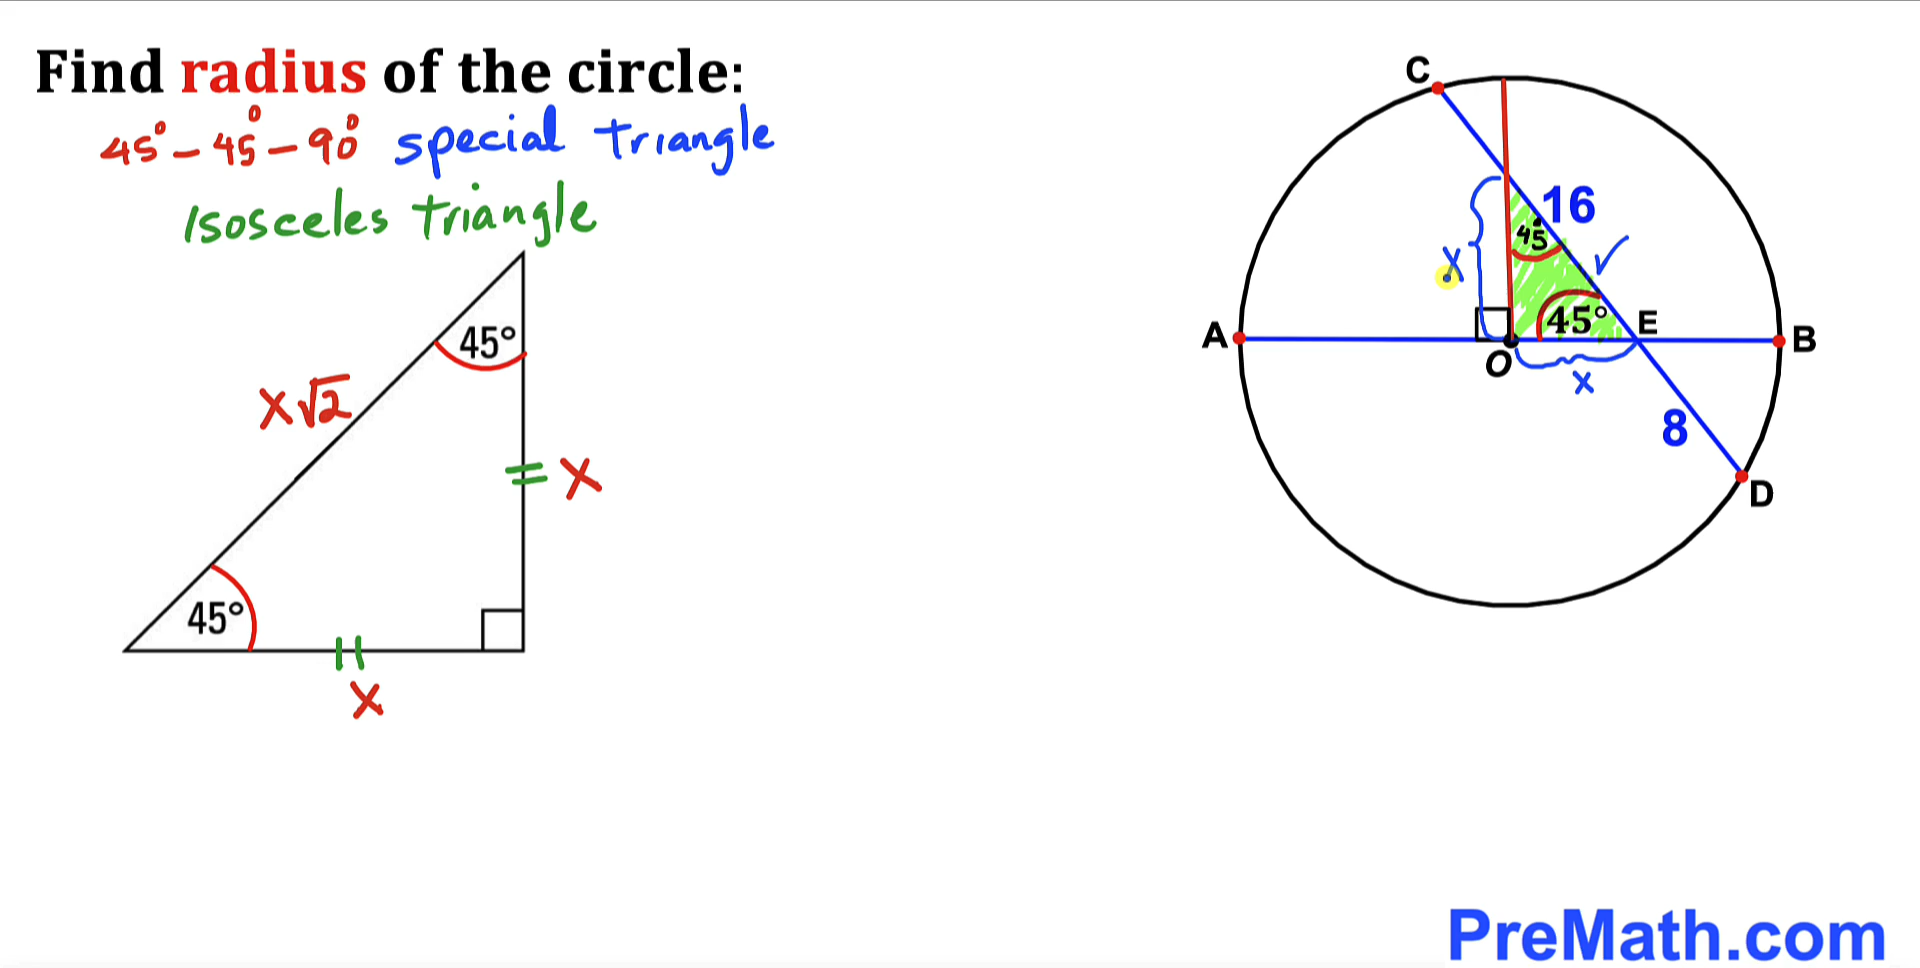 Find radius of the circle:
45° – 45° – 90° special triangle
Isosceles triangle
45°
x√2
x
45°
x
C
16
45°
x
45°
E
A
O
B
x
8
D
PreMath.com